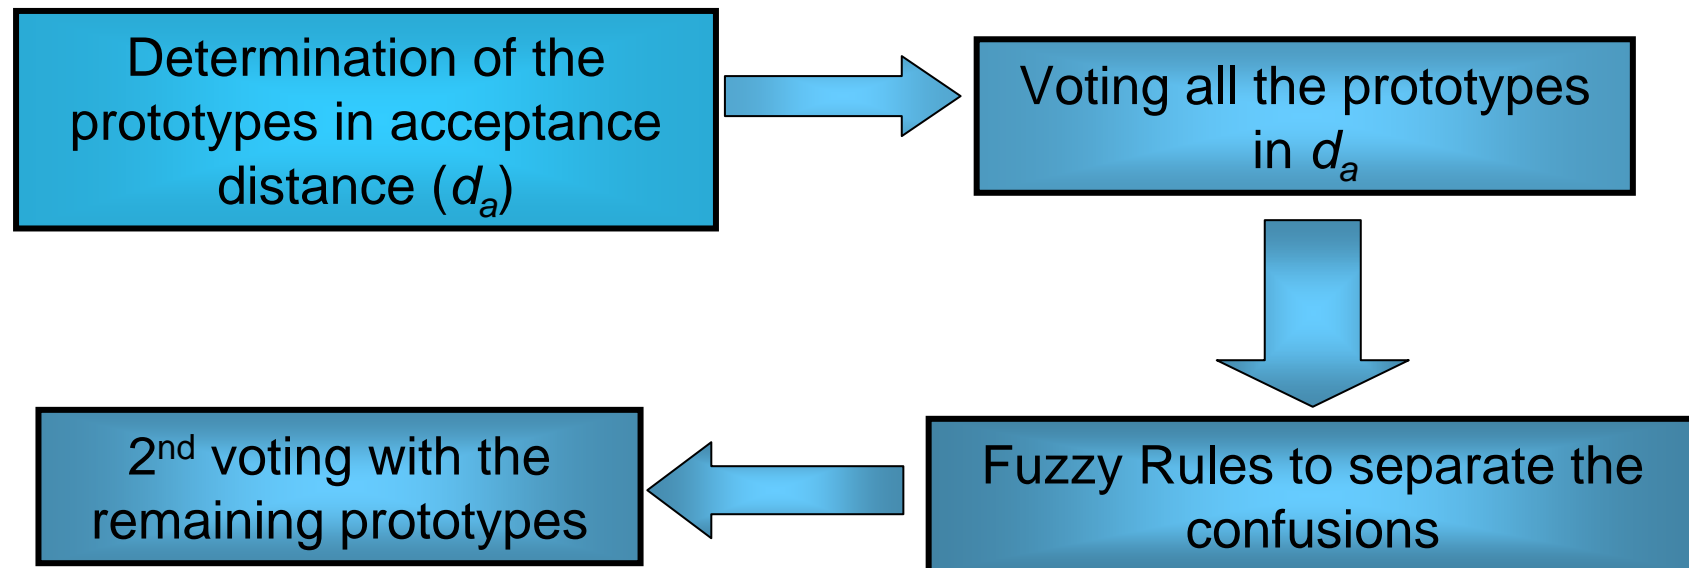 Determination of the
prototypes in acceptance
distance (dₐ)
Voting all the prototypes
in dₐ
Fuzzy Rules to separate the
confusions
2nd voting with the
remaining prototypes